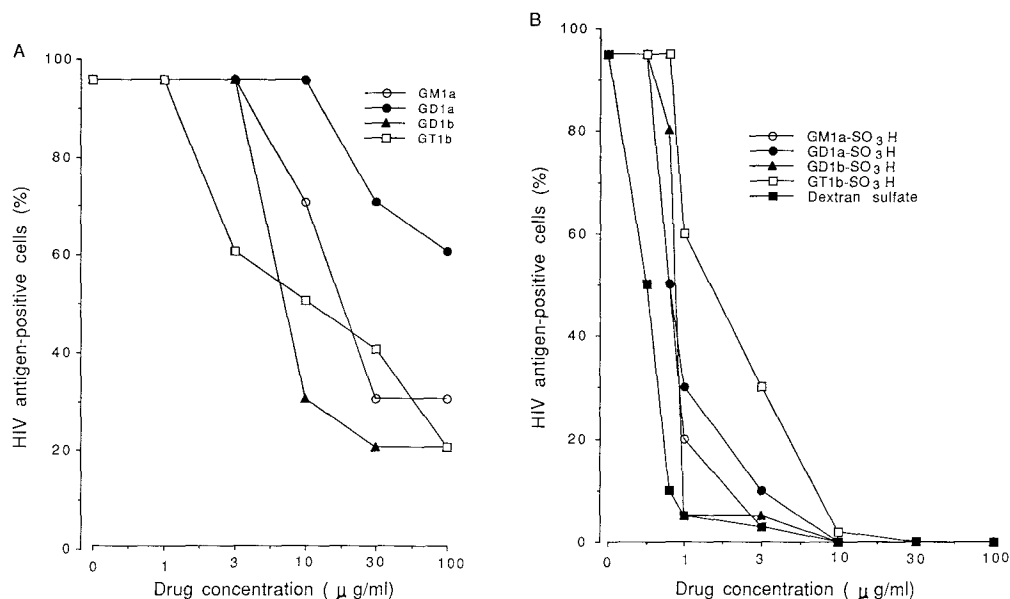 A
HIV antigen-positive cells (%)
100
80
60
40
20
0
GM1a
GD1a
GD1b
GT1b
0 1 3 10 30 100
Drug concentration ( μg/ml)
B
HIV antigen-positive cells (%)
100
80
60
40
20
0
GM1a-SO3H
GD1a-SO3H
GD1b-SO3H
GT1b-SO3H
Dextran sulfate
0 1 3 10 30 100
Drug concentration ( μg/ml)